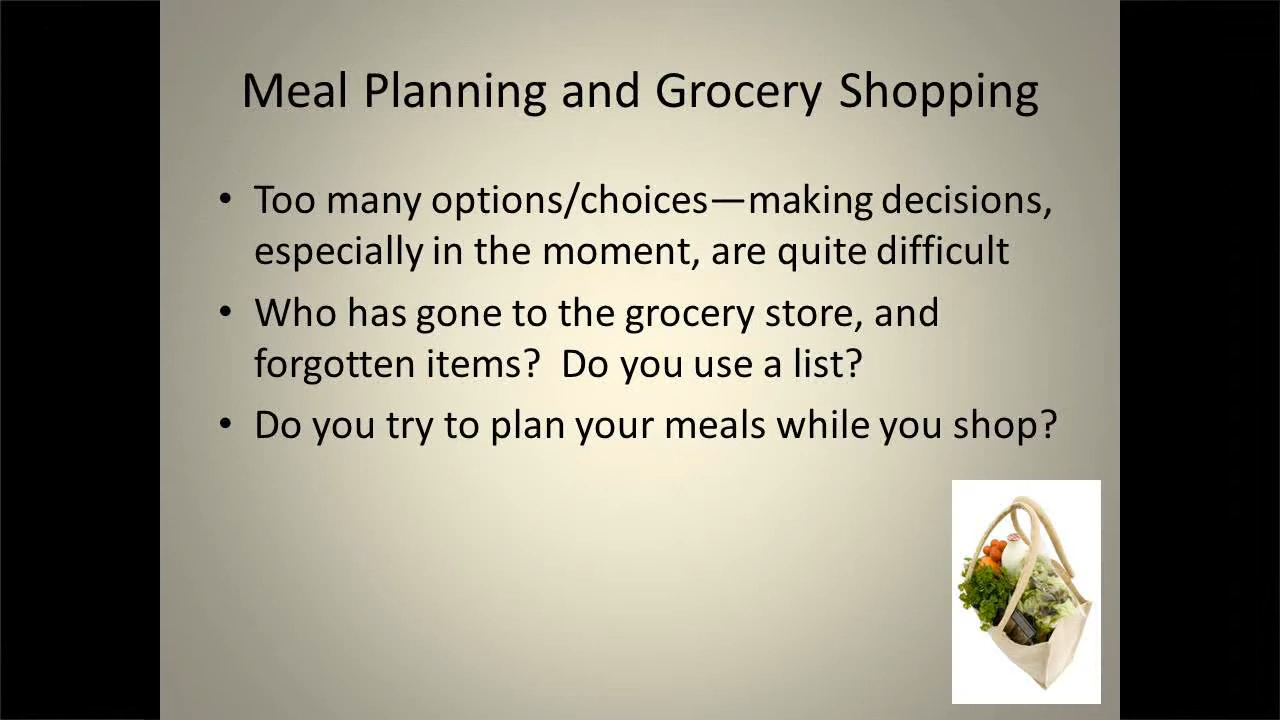 Meal Planning and Grocery Shopping
• Too many options/choices—making decisions,
especially in the moment, are quite difficult
• Who has gone to the grocery store, and
forgotten items?  Do you use a list?
• Do you try to plan your meals while you shop?